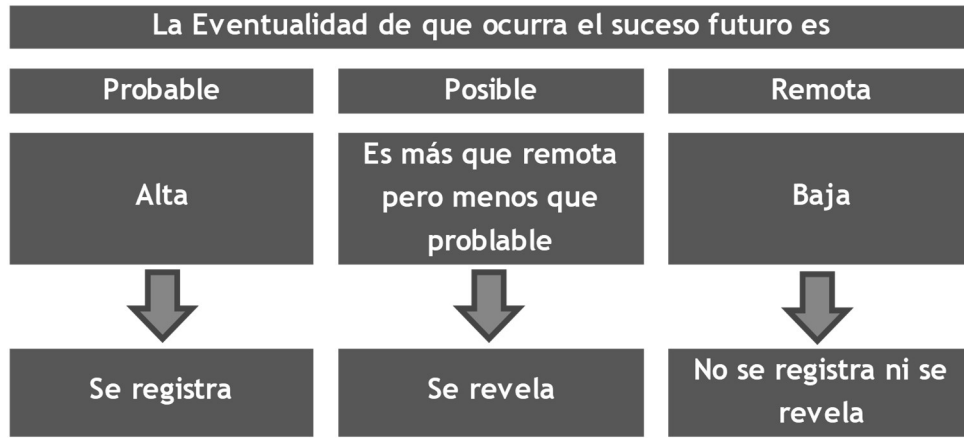 La Eventualidad de que ocurra el suceso futuro es
Probable
Posible
Remota
Alta
Es más que remota
pero menos que
problable
Baja
Se registra
Se revela
No se registra ni se
revela